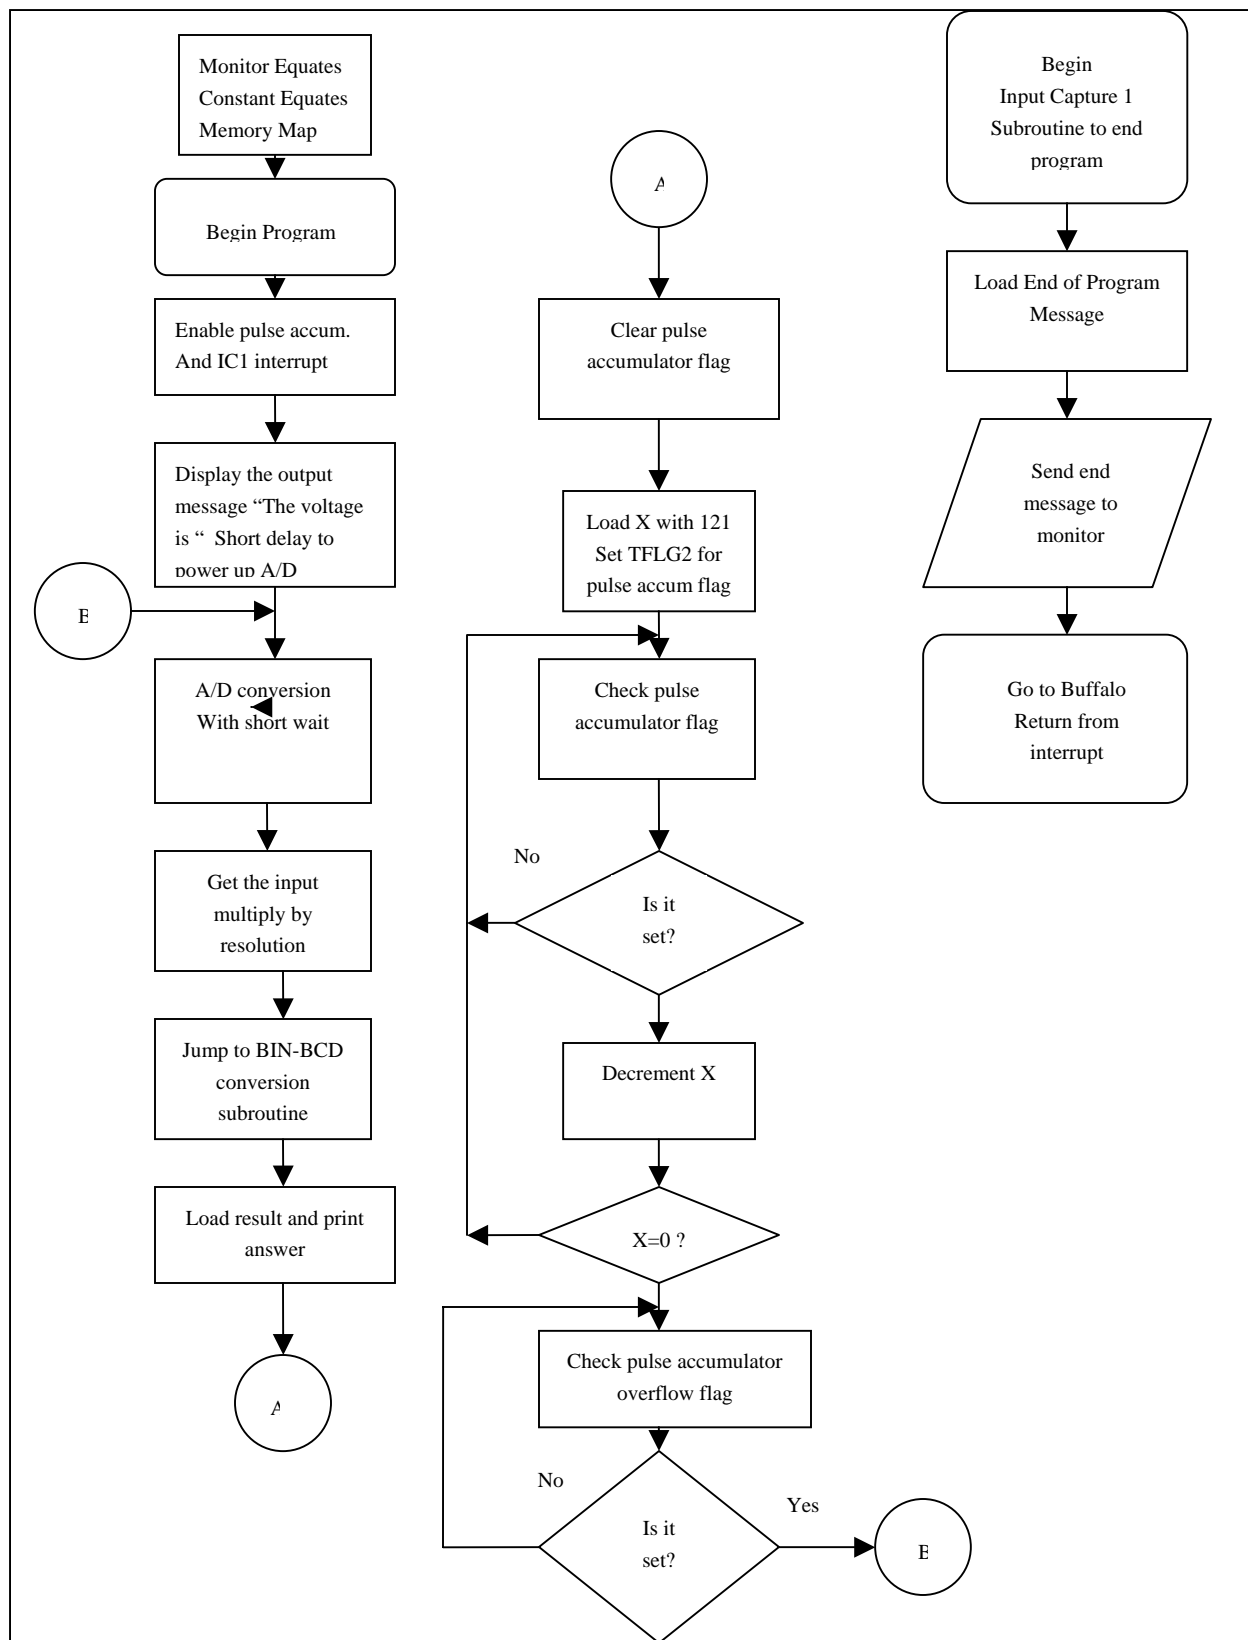 Monitor Equates
Constant Equates
Memory Map
Begin Program
Enable pulse accum.
And IC1 interrupt
Display the output
message “The voltage
is “  Short delay to
power up A/D
B
A/D conversion
With short wait
Get the input
multiply by
resolution
Jump to BIN-BCD
conversion
subroutine
Load result and print
answer
A
A
Clear pulse
accumulator flag
Load X with 121
Set TFLG2 for
pulse accum flag
Check pulse
accumulator flag
No
Is it
set?
Decrement X
X=0 ?
Check pulse accumulator
overflow flag
No
Yes
Is it
set?
B
Begin
Input Capture 1
Subroutine to end
program
Load End of Program
Message
Send end
message to
monitor
Go to Buffalo
Return from
interrupt